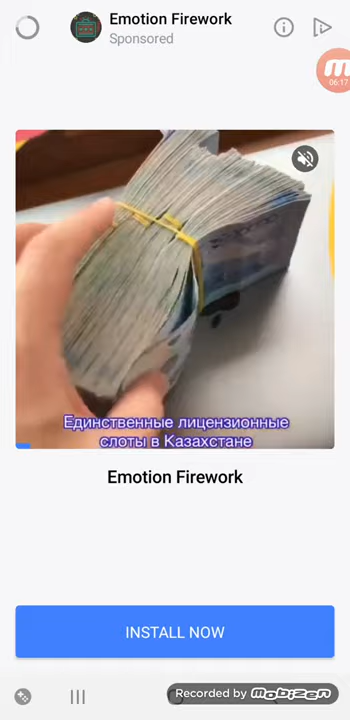 Emotion Firework
Sponsored
06:17
Единственные лицензионные
слоты в Казахстане
Emotion Firework
INSTALL NOW
Recorded by mobizen